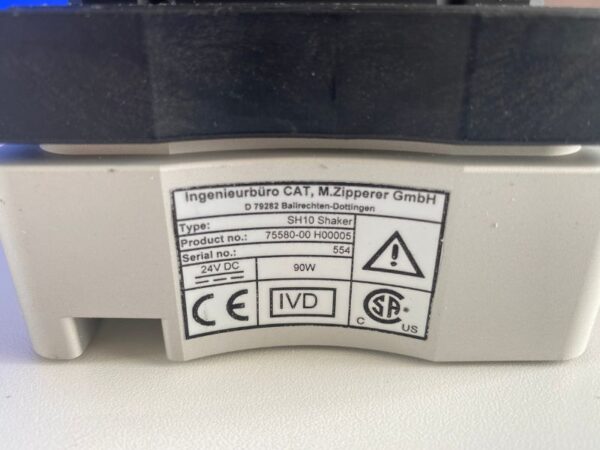 Ingenieurbüro CAT, M.Zipperer GmbH
D 79282 Ballrechten-Dottingen
Type: SH10 Shaker
Product no.: 75580-00 H00005
Serial no.: 554
24V DC 90W
CE IVD C SA ® US